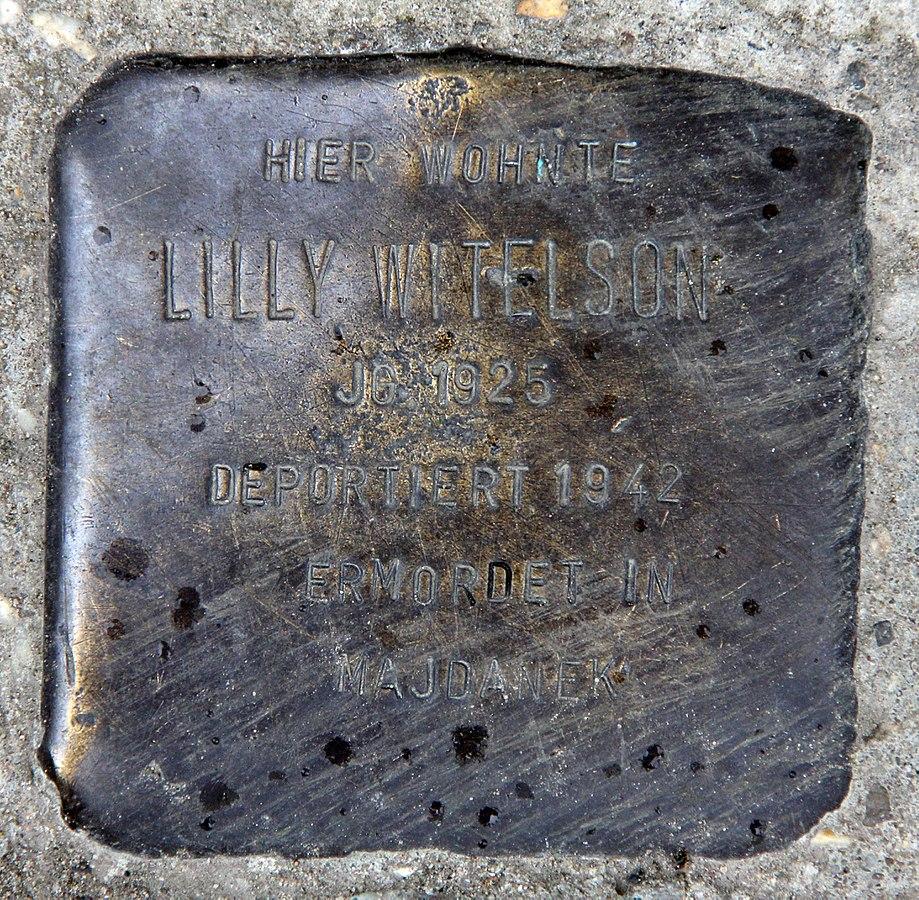 HIER WOHNTE
LILLY WITELSON
JG. 1925
DEPORTIERT 1942
ERMORDET IN
MAJDANEK